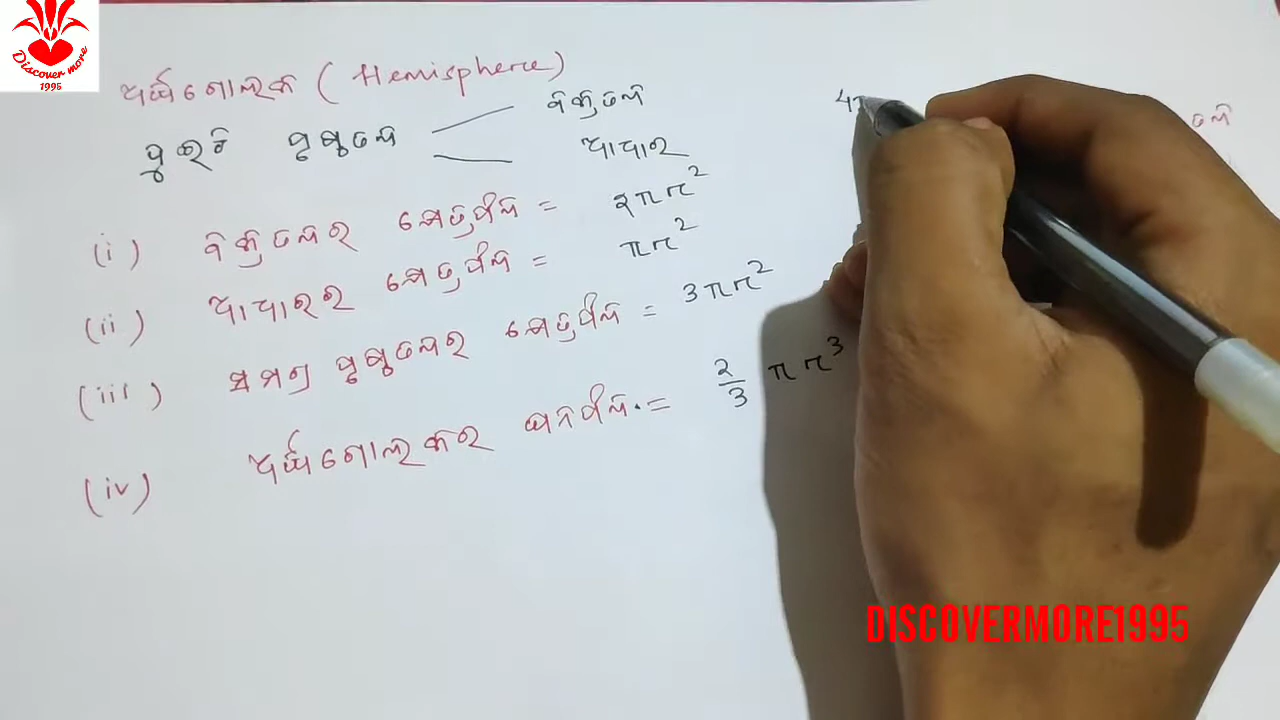 Discover more
1995
ଅର୍ଦ୍ଧଗୋଲକ ( Hemisphere)
ଦୁଇଟି ପୃଷ୍ଠତଳ
ବକ୍ରତଳ
ଆଧାର
(i) ବକ୍ରତଳର କ୍ଷେତ୍ରଫଳ = 2πr²
(ii) ଆଧାରର କ୍ଷେତ୍ରଫଳ = πr²
(iii) ସମଗ୍ର ପୃଷ୍ଠତଳର କ୍ଷେତ୍ରଫଳ = 3πr²
(iv) ଅର୍ଦ୍ଧଗୋଲକର ଘନଫଳ = 2/3 πr³
4π
DISCOVERMORE1995